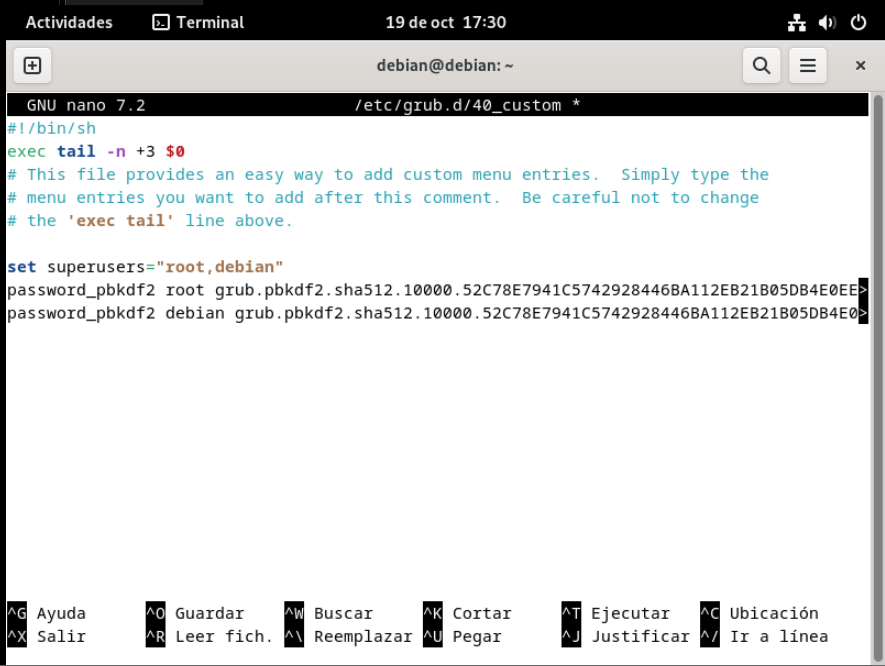 Actividades Terminal 19 de oct 17:30
debian@debian: ~
GNU nano 7.2 /etc/grub.d/40_custom *
#!/bin/sh
exec tail -n +3 $0
# This file provides an easy way to add custom menu entries.  Simply type the
# menu entries you want to add after this comment.  Be careful not to change
# the 'exec tail' line above.
set superusers="root,debian"
password_pbkdf2 root grub.pbkdf2.sha512.10000.52C78E7941C5742928446BA112EB21B05DB4E0EE>
password_pbkdf2 debian grub.pbkdf2.sha512.10000.52C78E7941C5742928446BA112EB21B05DB4E0>
^G Ayuda ^O Guardar ^W Buscar ^K Cortar ^T Ejecutar ^C Ubicación
^X Salir ^R Leer fich. ^\ Reemplazar ^U Pegar ^J Justificar ^/ Ir a línea